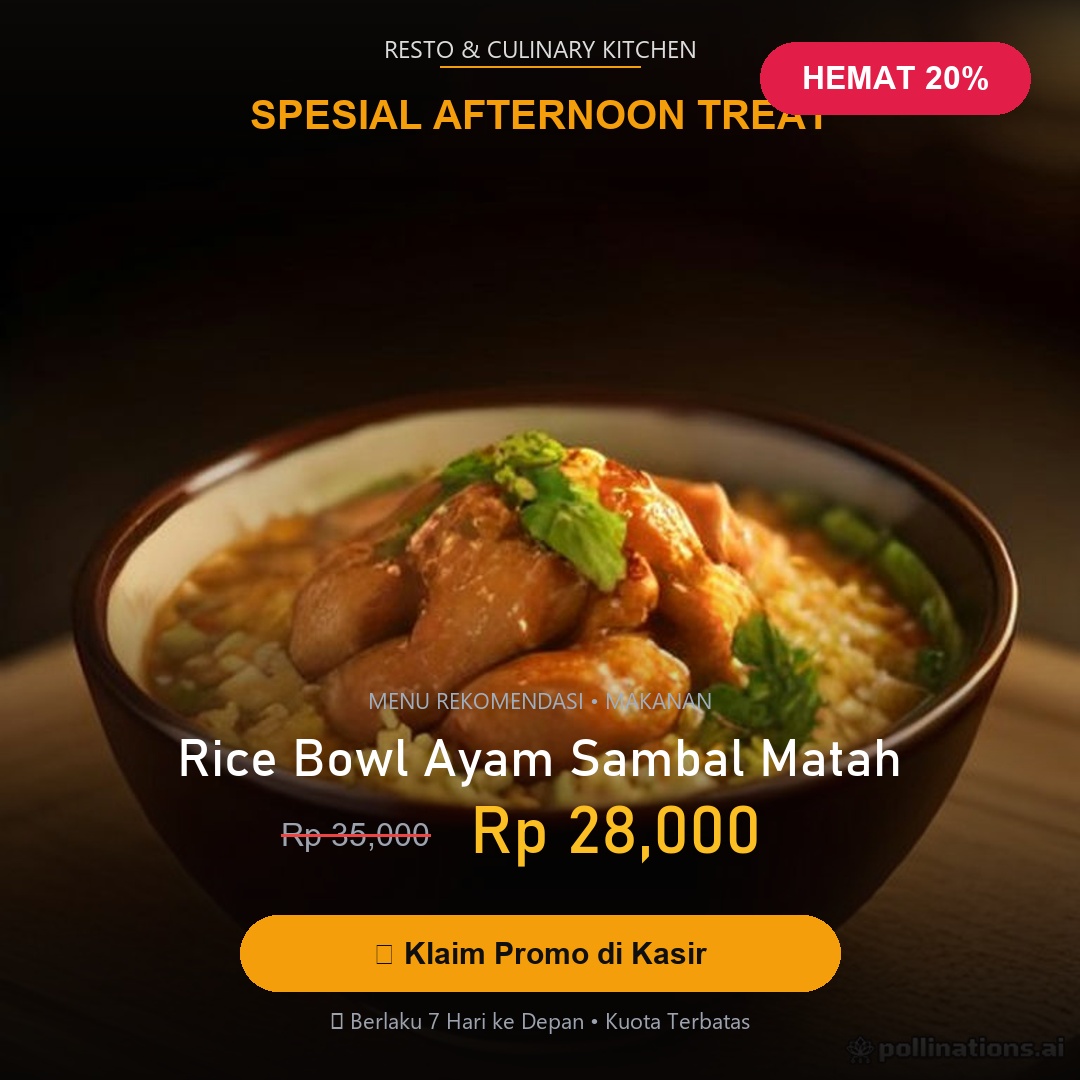 RESTO & CULINARY KITCHEN
HEMAT 20%
SPESIAL AFTERNOON TREAT
MENU REKOMENDASI • MAKANAN
Rice Bowl Ayam Sambal Matah
Rp 35,000 Rp 28,000
Klaim Promo di Kasir
Berlaku 7 Hari ke Depan • Kuota Terbatas
pollinations.ai